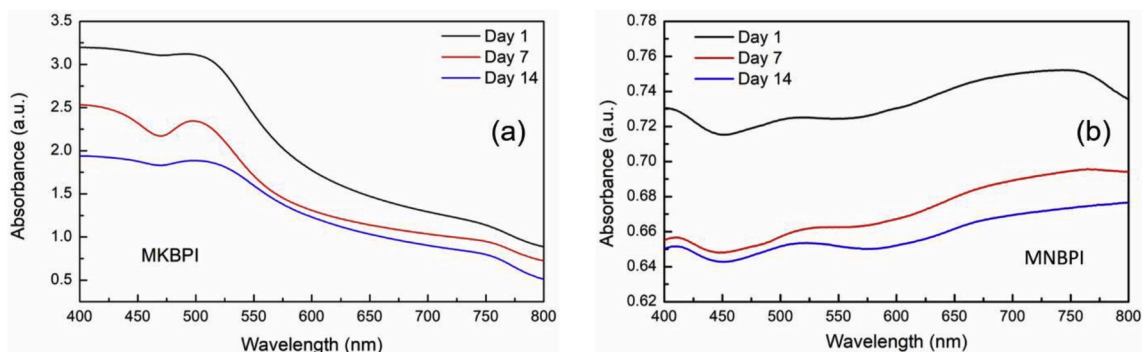 3.5
3.0
2.5
2.0
1.5
1.0
0.5
Absorbance (a.u.)
Day 1
Day 7
Day 14
(a)
MKBPI
400 450 500 550 600 650 700 750 800
Wavelength (nm)
0.78
0.76
0.74
0.72
0.70
0.68
0.66
0.64
0.62
Absorbance (a.u.)
Day 1
Day 7
Day 14
(b)
MNBPI
400 450 500 550 600 650 700 750 800
Wavelength (nm)